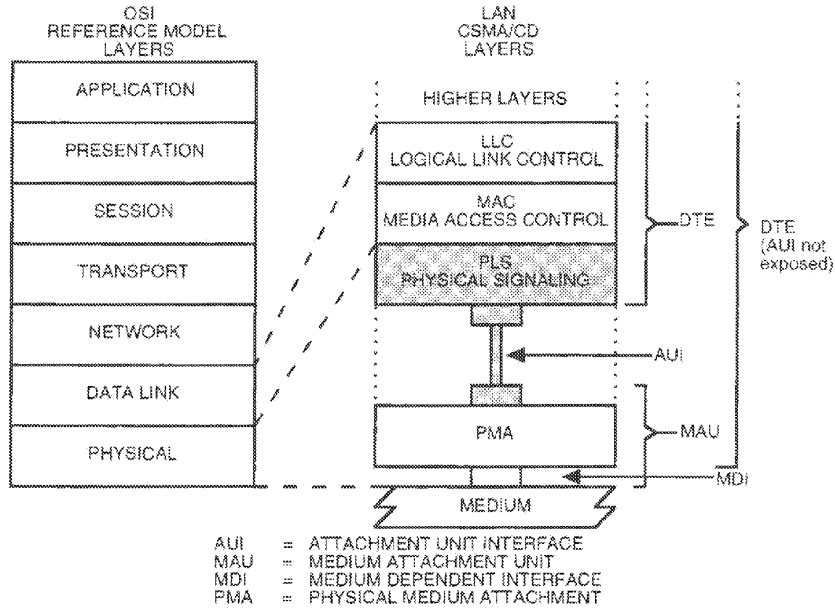 OSI
REFERENCE MODEL
LAYERS
APPLICATION
PRESENTATION
SESSION
TRANSPORT
NETWORK
DATA LINK
PHYSICAL
LAN
CSMA/CD
LAYERS
HIGHER LAYERS
LLC
LOGICAL LINK CONTROL
MAC
MEDIA ACCESS CONTROL
PLS
PHYSICAL SIGNALING
AUI
PMA
MDI
MEDIUM
DTE
MAU
DTE
(AUI not
exposed)
AUI = ATTACHMENT UNIT INTERFACE
MAU = MEDIUM ATTACHMENT UNIT
MDI = MEDIUM DEPENDENT INTERFACE
PMA = PHYSICAL MEDIUM ATTACHMENT